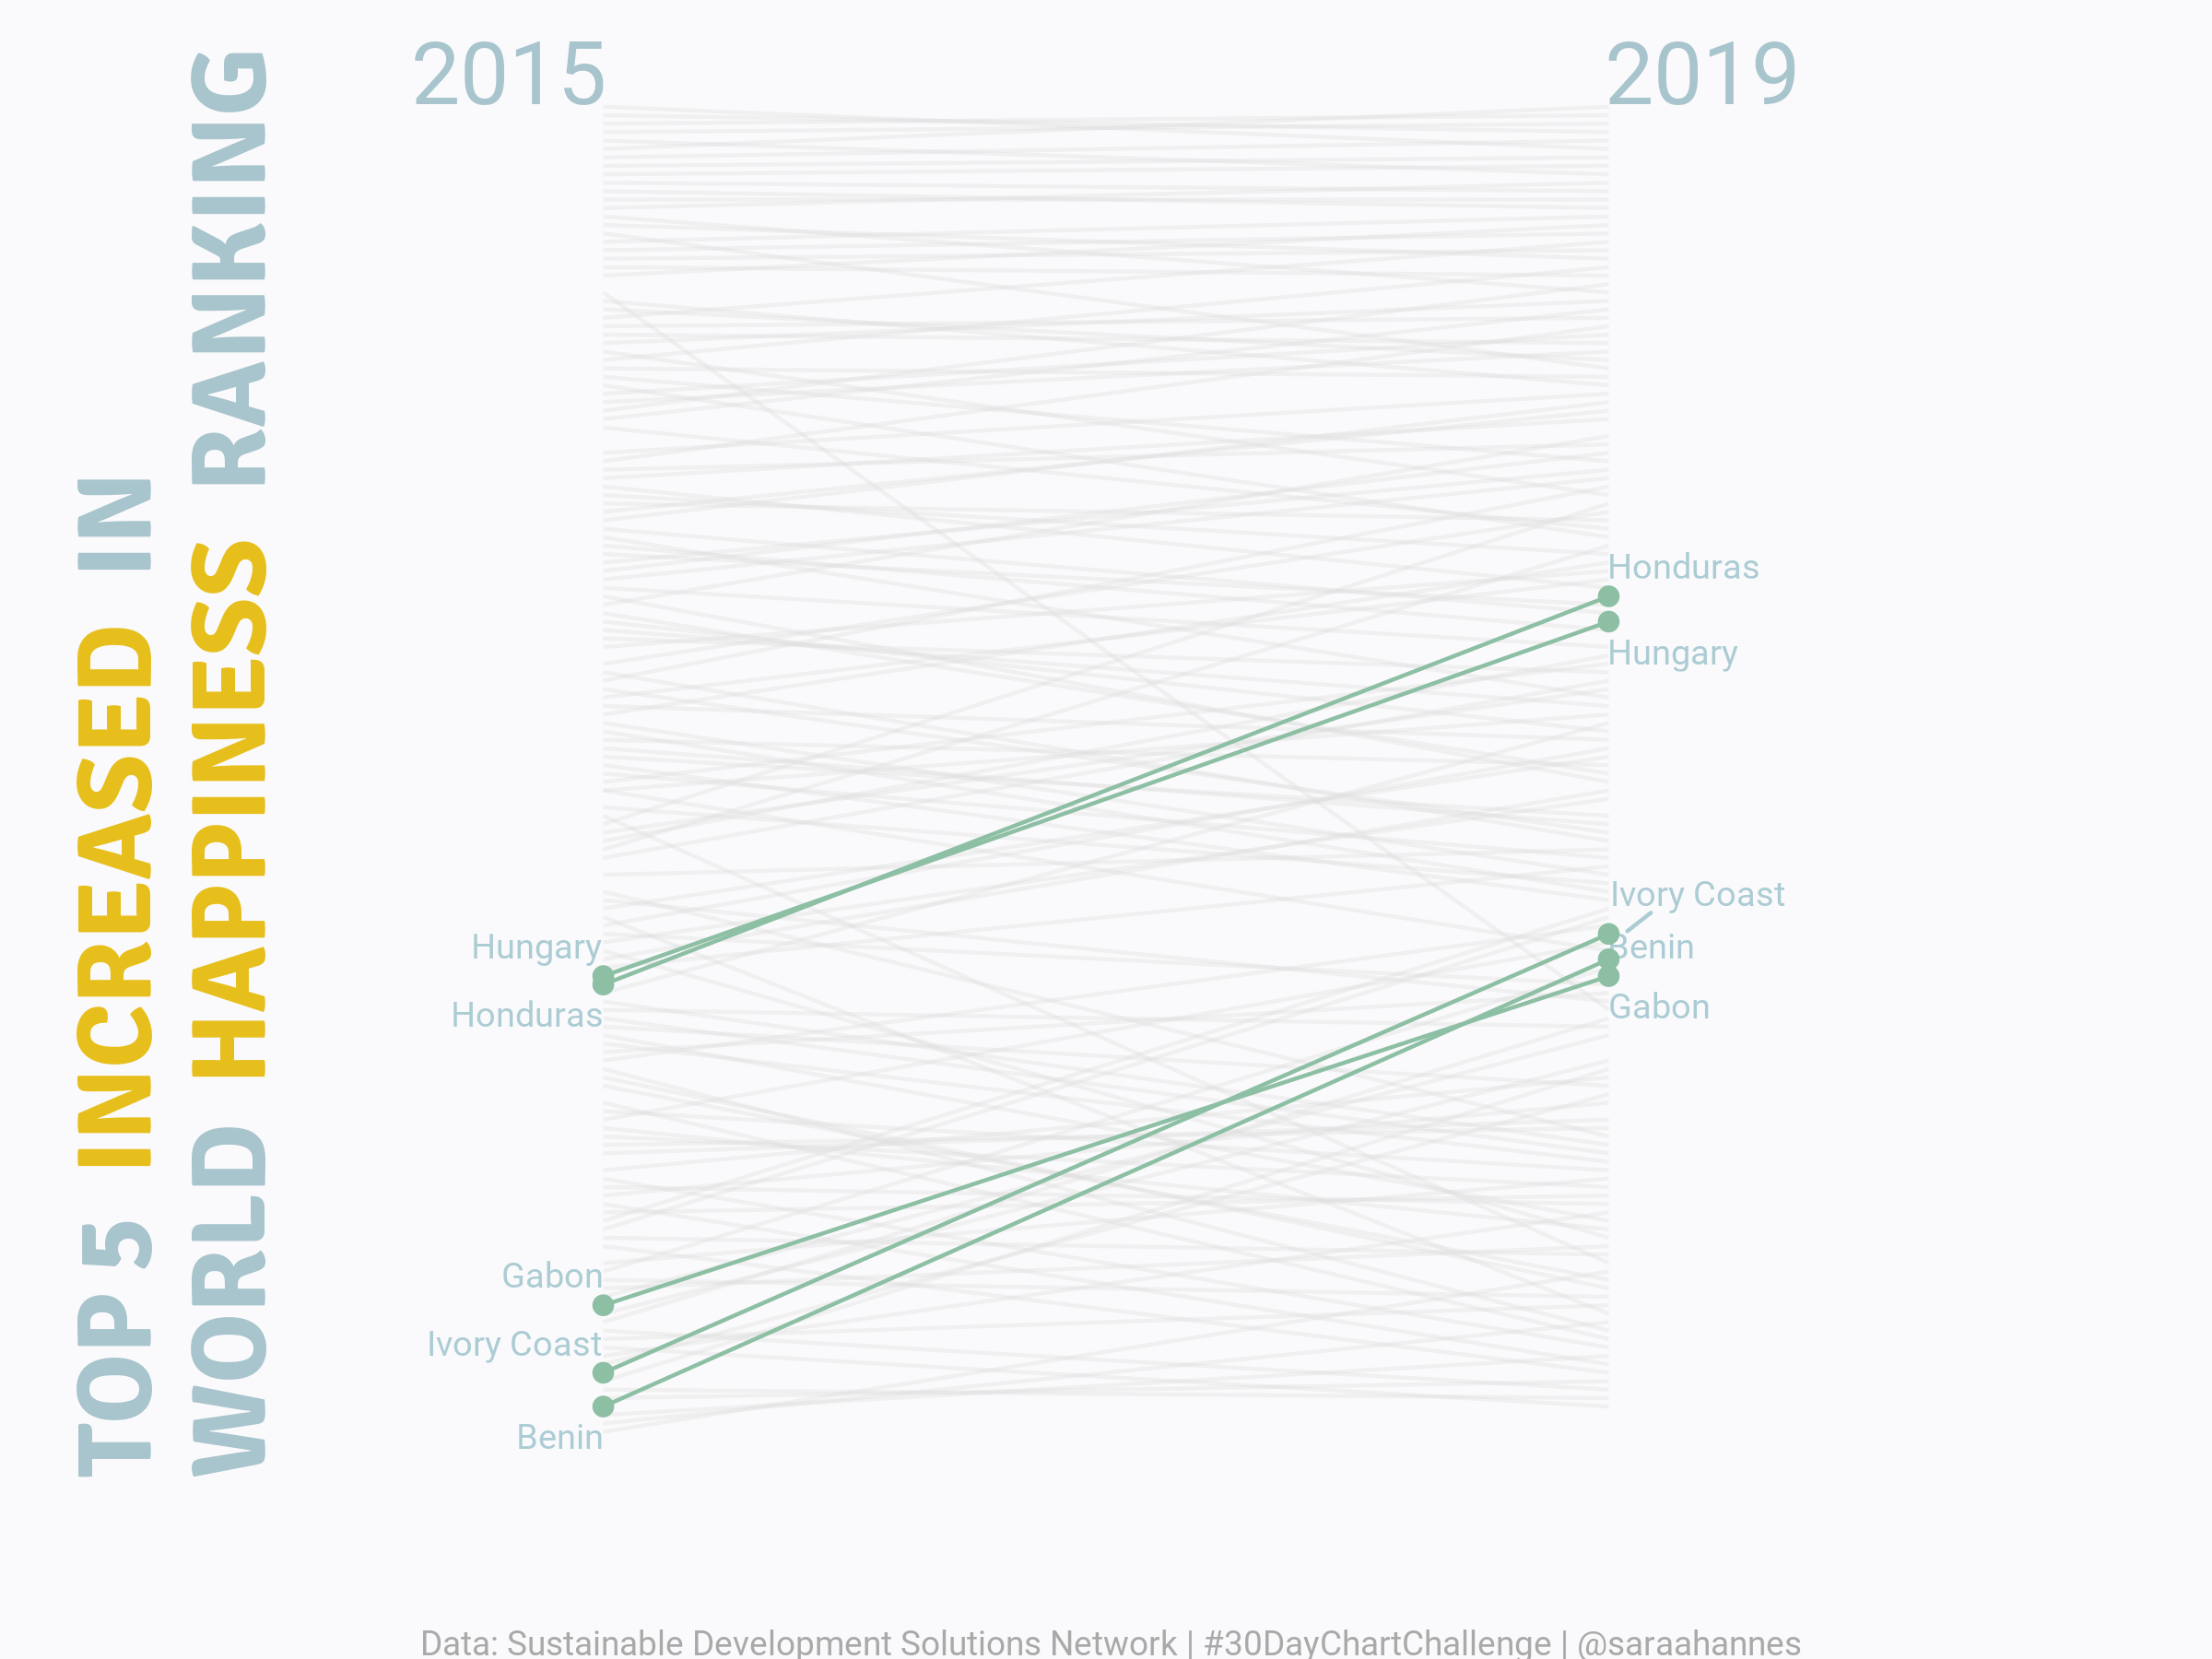 TOP 5 INCREASED IN
WORLD HAPPINESS RANKING
2015
2019
Honduras
Hungary
Ivory Coast
Benin
Gabon
Hungary
Honduras
Gabon
Ivory Coast
Benin
Data: Sustainable Development Solutions Network | #30DayChartChallenge | @saraahannes